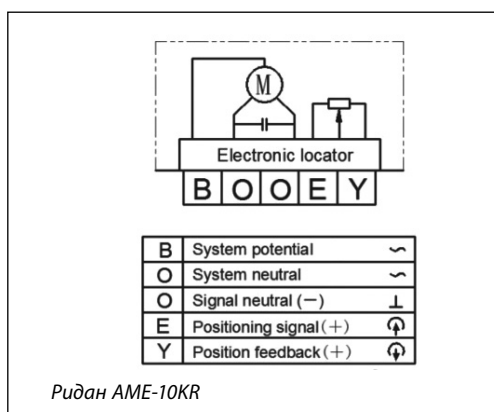 M
Electronic locator
B O O E Y
B System potential ∽
O System neutral ∽
O Signal neutral (−) ⊥
E Positioning signal (+)
Y Position feedback (+)
Ридан AME-10KR